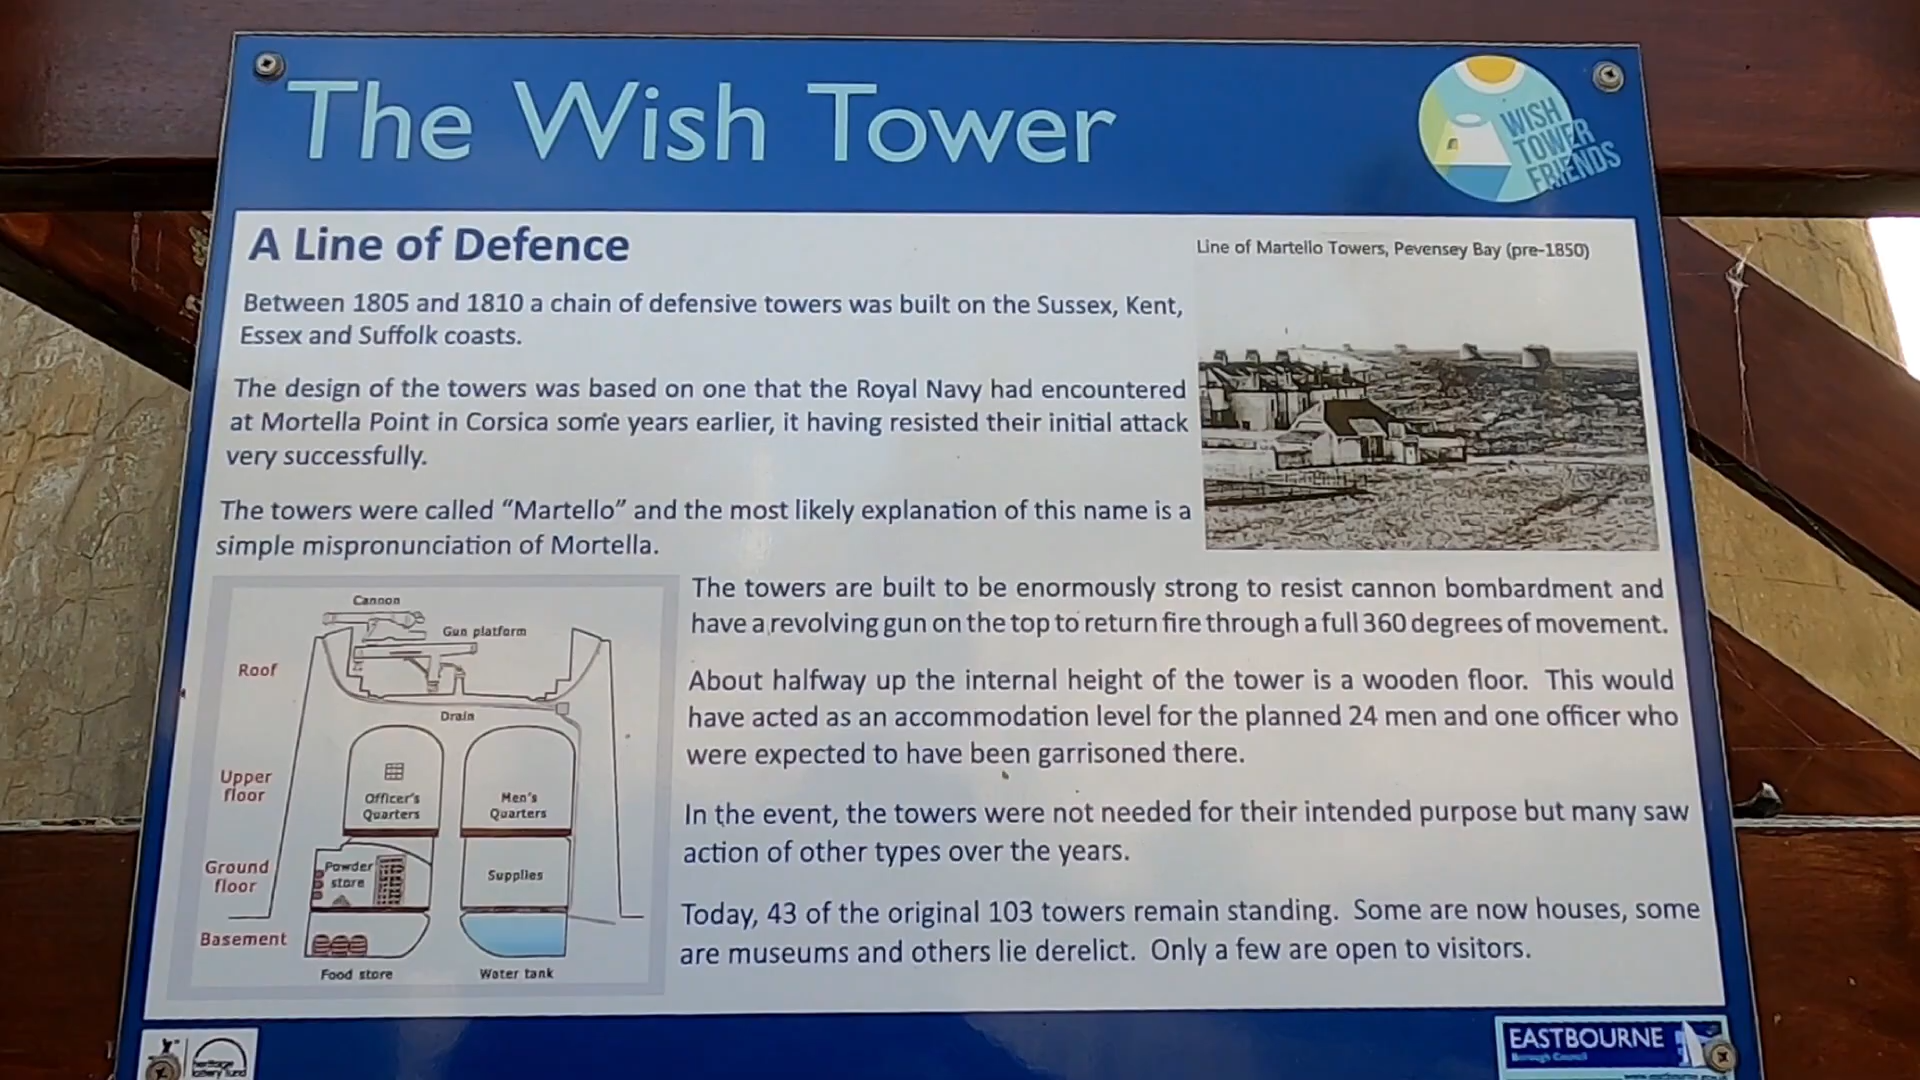 The Wish Tower
WISH
TOWER
FRIENDS
A Line of Defence
Between 1805 and 1810 a chain of defensive towers was built on the Sussex, Kent,
Essex and Suffolk coasts.
The design of the towers was based on one that the Royal Navy had encountered
at Mortella Point in Corsica some years earlier, it having resisted their initial attack
very successfully.
The towers were called “Martello” and the most likely explanation of this name is a
simple mispronunciation of Mortella.
Line of Martello Towers, Pevensey Bay (pre-1850)
The towers are built to be enormously strong to resist cannon bombardment and
have a revolving gun on the top to return fire through a full 360 degrees of movement.
About halfway up the internal height of the tower is a wooden floor. This would
have acted as an accommodation level for the planned 24 men and one officer who
were expected to have been garrisoned there.
In the event, the towers were not needed for their intended purpose but many saw
action of other types over the years.
Today, 43 of the original 103 towers remain standing. Some are now houses, some
are museums and others lie derelict. Only a few are open to visitors.
Cannon
Gun platform
Roof
Drain
Upper
floor
Officer's
Quarters
Men's
Quarters
Ground
floor
Powder
store
Supplies
Basement
Food store
Water tank
heritage
lottery fund
EASTBOURNE
Borough Council